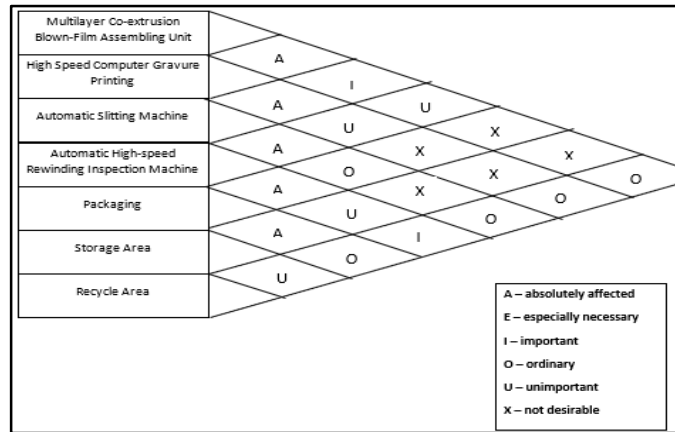 Multilayer Co-extrusion
Blown-Film Assembling Unit
High Speed Computer Gravure
Printing
Automatic Slitting Machine
Automatic High-speed
Rewinding Inspection Machine
Packaging
Storage Area
Recycle Area
A
I
A
U
U
X
A
X
X
O
X
O
A
X
O
U
O
A
I
O
U
A – absolutely affected
E – especially necessary
I – important
O – ordinary
U – unimportant
X – not desirable